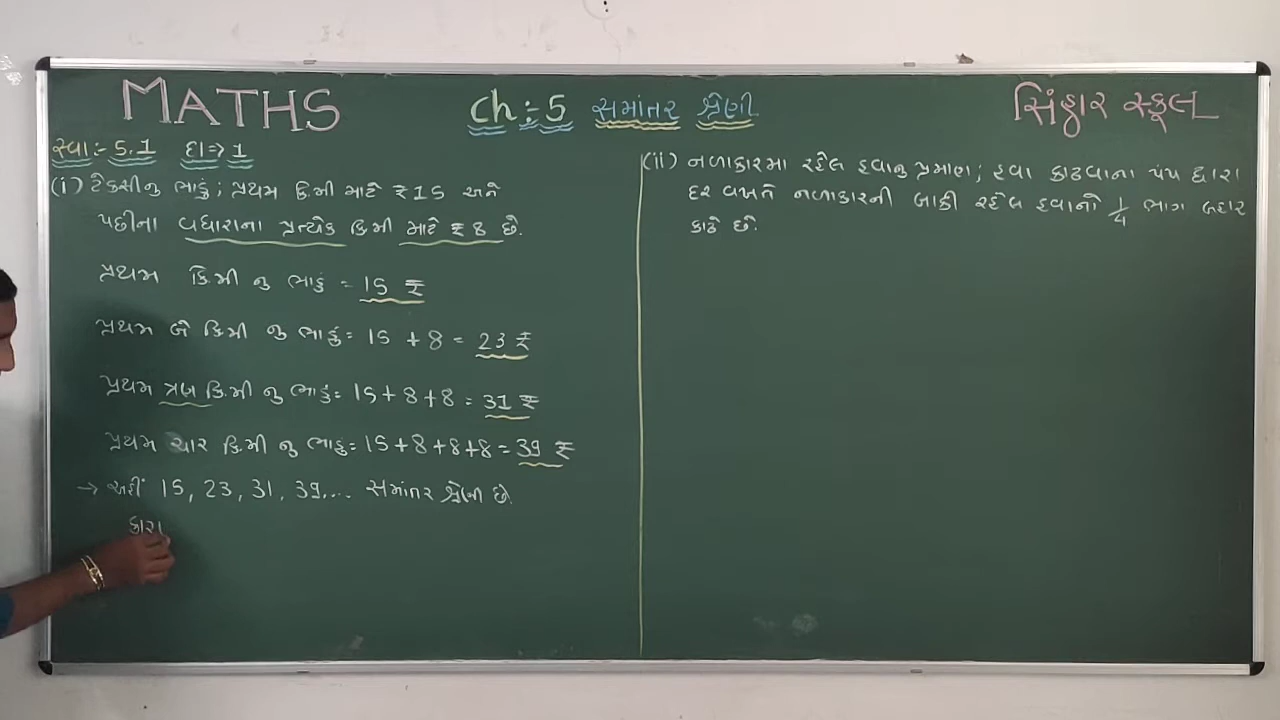 MATHS
Ch:-5 સમાંતર શ્રેણી
સિંહાર સ્કૂલ
સ્વા:- 5.1 દા⇒1
(i) ટેક્સીનુ ભાડું; પ્રથમ કિમી માટે ₹15 અને
પછીના વધારાના પ્રત્યેક કિમી માટે ₹8 છે.
પ્રથમ કિ.મી નુ ભાડું = 15 ₹
પ્રથમ બે કિ.મી નુ ભાડું = 15 + 8 = 23 ₹
પ્રથમ ત્રણ કિ.મી નુ ભાડું = 15+8+8 = 31 ₹
પ્રથમ ચાર કિ.મી નુ ભાડું = 15+8+8+8 = 39 ₹
→ અહીં 15, 23, 31, 39,... સમાંતર શ્રેણી છે.
કારા
(ii) નળાકારમા રહેલ હવાનુ પ્રમાણ; હવા કાઢવાના પંપ દ્વારા
દર વખતે નળાકારની બાકી રહેલ હવાનો 1/4 ભાગ બહાર
કાઢે છે.